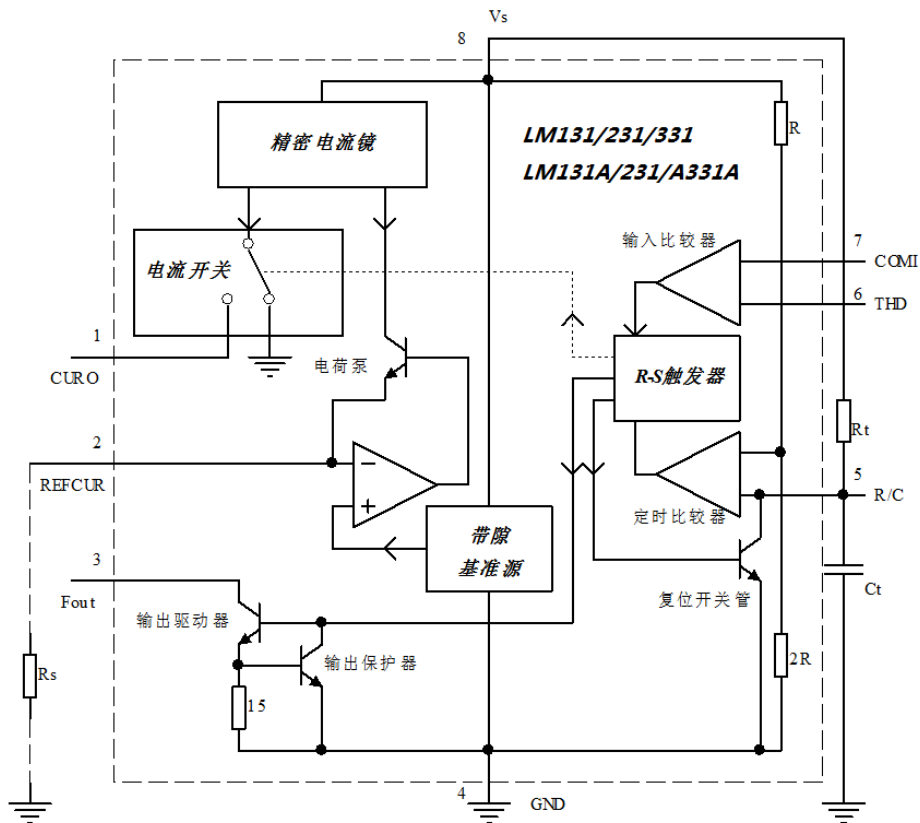 Vs
8
精密电流镜
LM131/231/331
LM131A/231/A331A
R
输入比较器
7
COMI
电流开关
6
THD
1
CURO
电荷泵
R-S触发器
Rt
2
REFCUR
5
R/C
定时比较器
带隙
基准源
3
Fout
复位开关管
Ct
输出驱动器
输出保护器
2R
Rs
15
4
GND